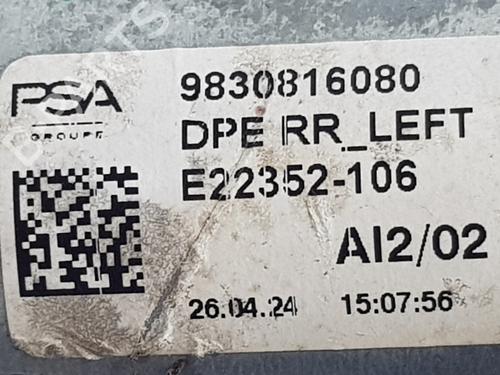 PSA
GROUPE
9830816080
DPE RR_LEFT
E22352-106
AI2/02
26.04.24 15:07:56